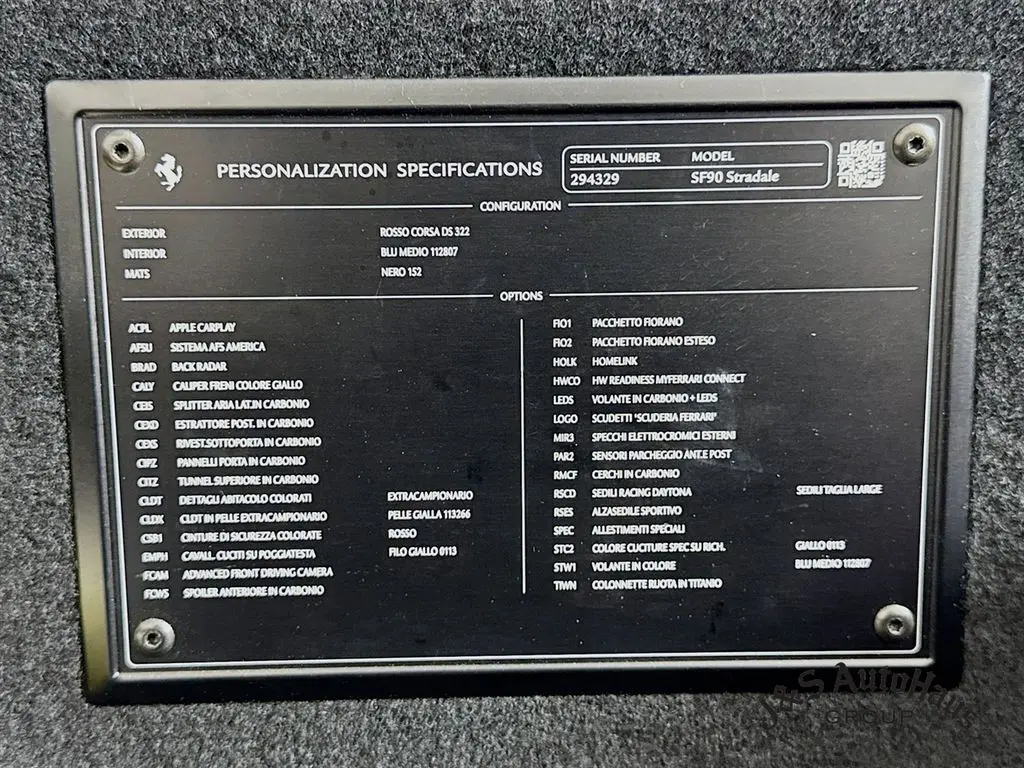 PERSONALIZATION SPECIFICATIONS
SERIAL NUMBER MODEL
294329 SF90 Stradale
CONFIGURATION
EXTERIOR ROSSO CORSA DS 322
INTERIOR BLU MEDIO 112807
MATS NERO 152
OPTIONS
ACPL APPLE CARPLAY
AFSU SISTEMA AFS AMERICA
BRAD BACK RADAR
CALY CALIPER FRENI COLORE GIALLO
CEIS SPLITTER ARIA LAT.IN CARBONIO
CEXD ESTRATTORE POST. IN CARBONIO
CEXS RIVEST.SOTTOPORTA IN CARBONIO
CIPZ PANNELLI PORTA IN CARBONIO
CITZ TUNNEL SUPERIORE IN CARBONIO
CLDT DETTAGLI ABITACOLO COLORATI EXTRACAMPIONARIO
CLDX CLDT IN PELLE EXTRACAMPIONARIO PELLE GIALLA 113266
CSB1 CINTURE DI SICUREZZA COLORATE ROSSO
EMPH CAVALL. CUCITI SU POGGIATESTA FILO GIALLO 0113
FCAM ADVANCED FRONT DRIVING CAMERA
FCWS SPOILER ANTERIORE IN CARBONIO
FIO1 PACCHETTO FIORANO
FIO2 PACCHETTO FIORANO ESTESO
HOLK HOMELINK
HWCO HW READINESS MYFERRARI CONNECT
LEDS VOLANTE IN CARBONIO + LEDS
LOGO SCUDETTI "SCUDERIA FERRARI"
MIR3 SPECCHI ELETTROCROMICI ESTERNI
PAR2 SENSORI PARCHEGGIO ANT.E POST
RMCF CERCHI IN CARBONIO
RSCD SEDILI RACING DAYTONA SEDILI TAGLIA LARGE
RSES ALZASEDILE SPORTIVO
SPEC ALLESTIMENTI SPECIALI
STC2 COLORE CUCITURE SPEC SU RICH. GIALLO 0113
STW1 VOLANTE IN COLORE BLU MEDIO 112807
TIWN COLONNETTE RUOTA IN TITANIO
GROUP